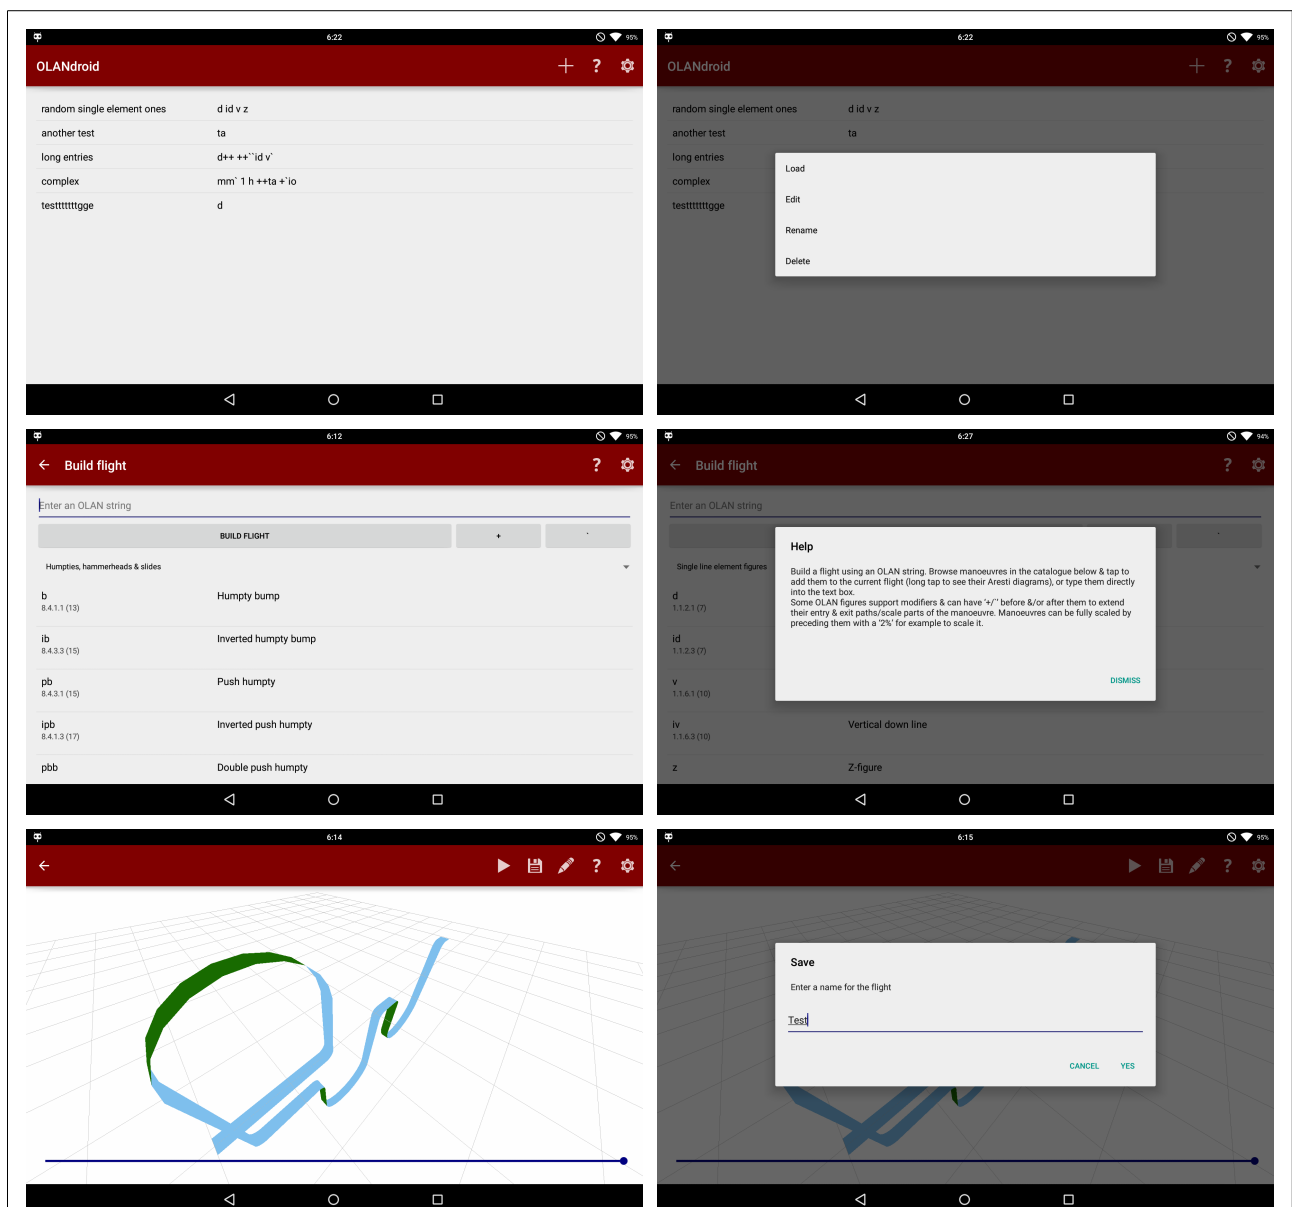 6:22
95%
OLANdroid
+ ?
random single element ones d id v z
another test ta
long entries d++ ++``id v`
complex mm` 1 h ++ta +`io
testttttttgge d
6:22
95%
OLANdroid
+ ?
random single element ones d id v z
another test ta
long entries
complex
testttttttgge
Load
Edit
Rename
Delete
6:12
95%
Build flight
?
Enter an OLAN string
BUILD FLIGHT + `
Humpties, hammerheads & slides
b Humpty bump
8.4.1.1 (13)
ib Inverted humpty bump
8.4.3.3 (15)
pb Push humpty
8.4.3.1 (15)
ipb Inverted push humpty
8.4.1.3 (17)
pbb Double push humpty
6:27
94%
Build flight
?
Enter an OLAN string
`
Single line element figures
d
1.1.2.1 (7)
id
1.1.2.3 (7)
v
1.1.6.1 (10)
iv Vertical down line
1.1.6.3 (10)
z Z-figure
Help
Build a flight using an OLAN string. Browse manoeuvres in the catalogue below & tap to
add them to the current flight (long tap to see their Aresti diagrams), or type them directly
into the text box.
Some OLAN figures support modifiers & can have '+/`' before &/or after them to extend
their entry & exit paths/scale parts of the manoeuvre. Manoeuvres can be fully scaled by
preceding them with a '2%' for example to scale it.
DISMISS
6:14
95%
?
6:15
95%
?
Save
Enter a name for the flight
Test
CANCEL YES